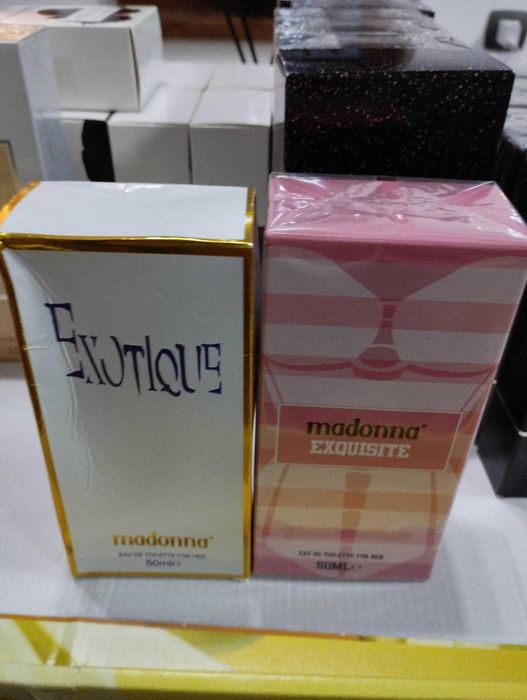 EXOTIQUE
madonna®
EAU DE TOILETTE FOR HER
50ml℮
madonna®
EXQUISITE
EAU DE TOILETTE FOR HER
50ML℮